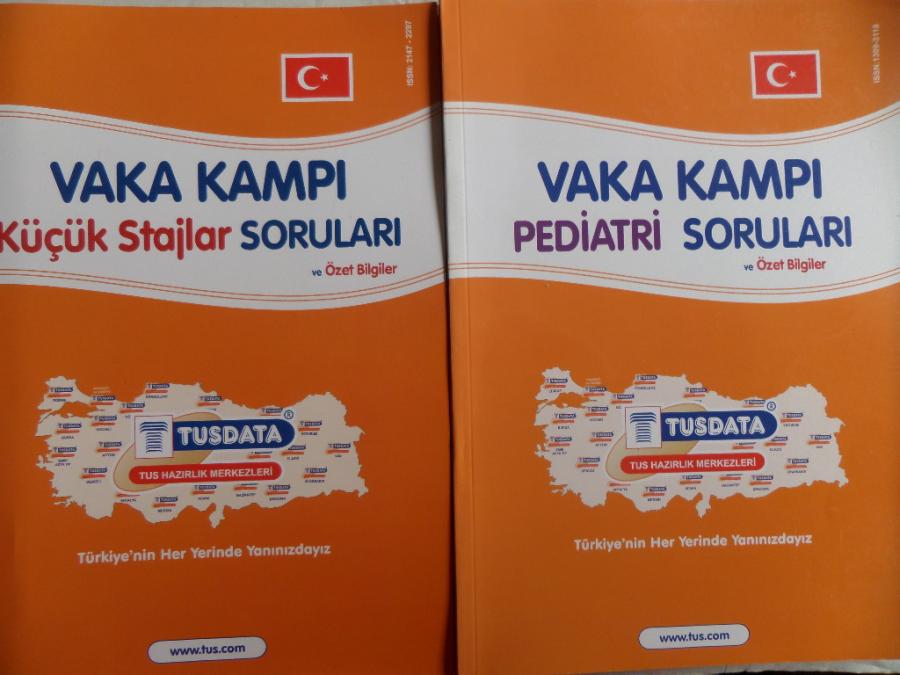 ISSN: 2147 - 2297
VAKA KAMPI
Küçük Stajlar SORULARI
ve Özet Bilgiler
TUSDATA®
TUS HAZIRLIK MERKEZLERİ
Türkiye'nin Her Yerinde Yanınızdayız
www.tus.com
VAKA KAMPI
PEDİATRİ SORULARI
ve Özet Bilgiler
TUSDATA®
TUS HAZIRLIK MERKEZLERİ
Türkiye'nin Her Yerinde Yanınızdayız
www.tus.com